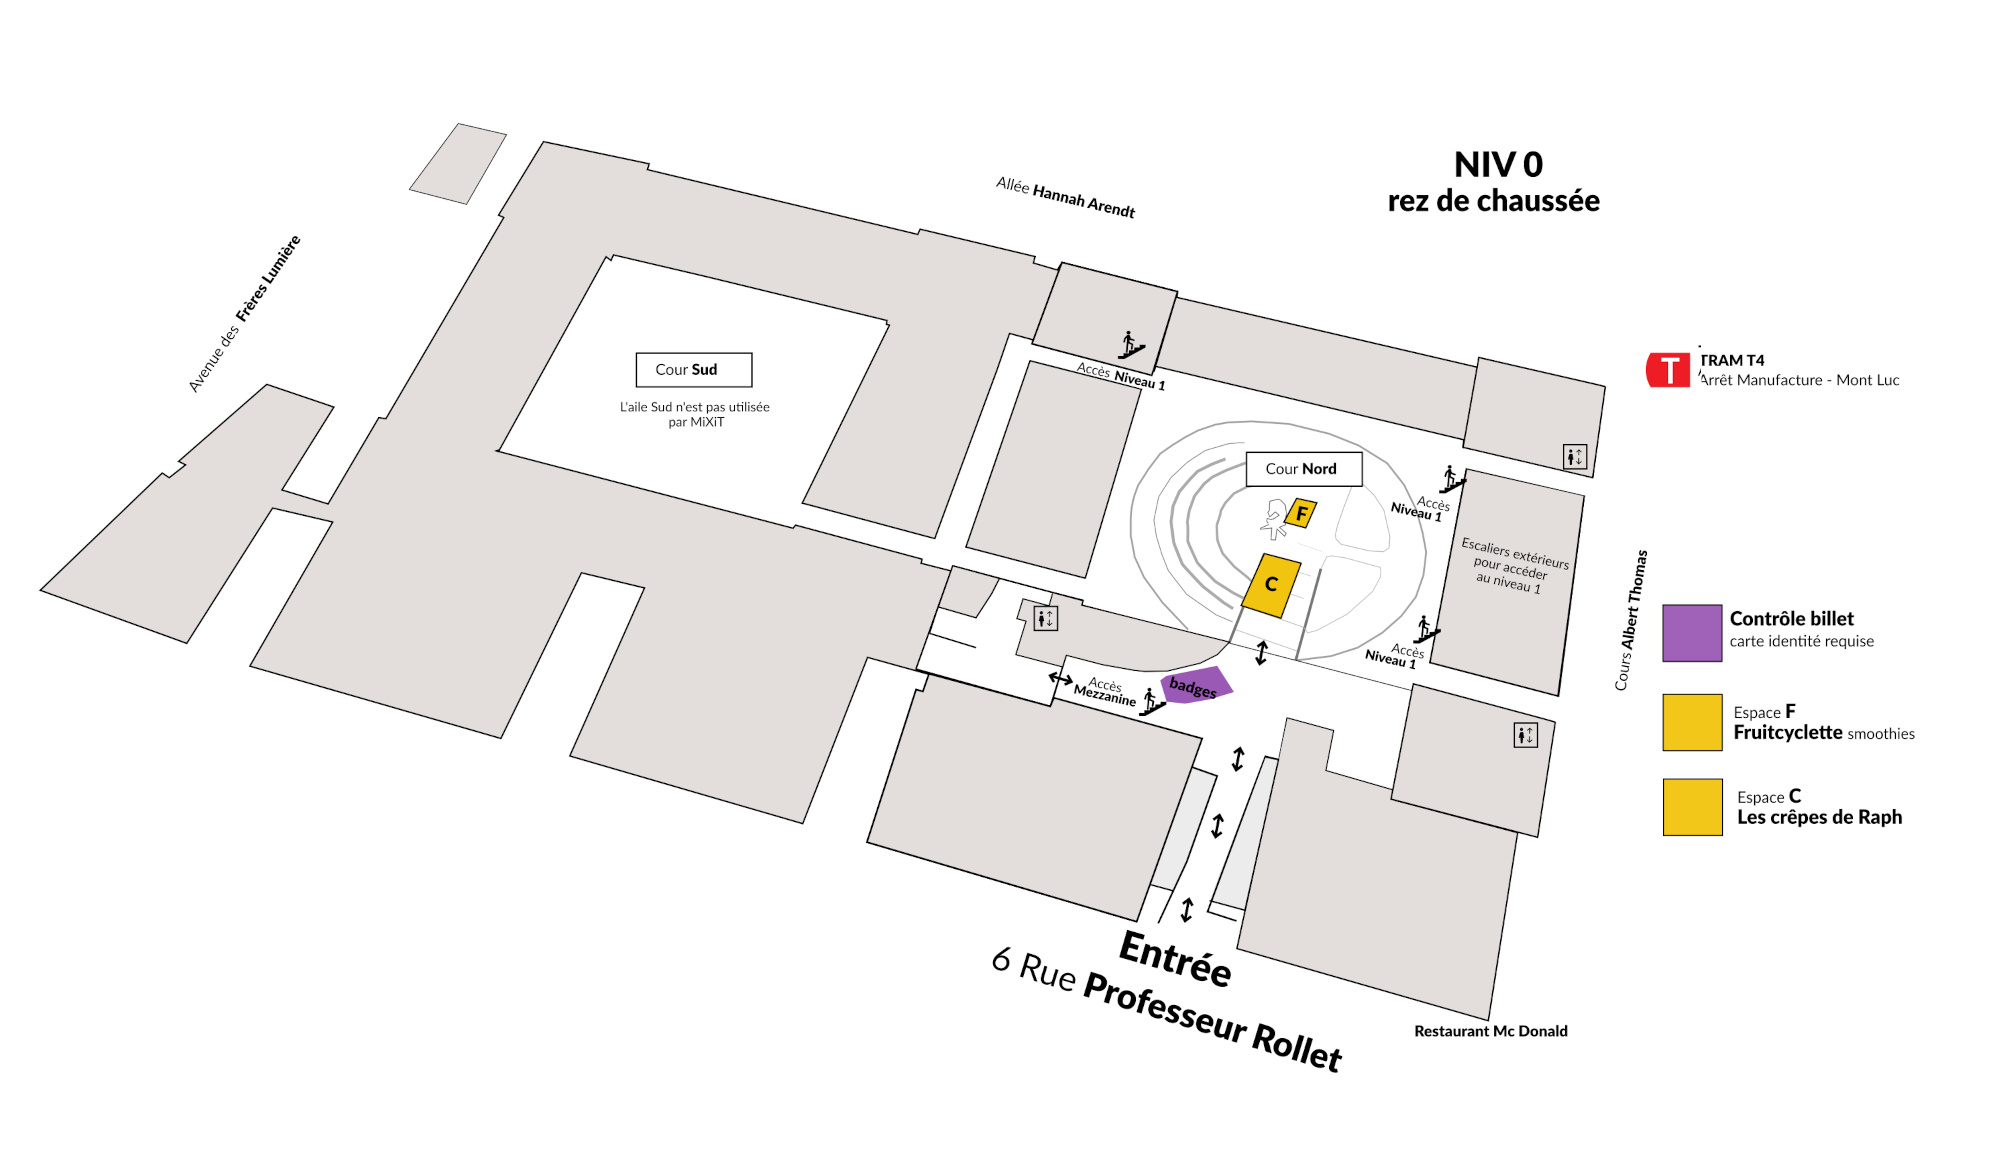 NIV 0
rez de chaussée
Allée Hannah Arendt
Avenue des Frères Lumière
Cour Sud
L'aile Sud n'est pas utilisée
par MiXiT
Accès Niveau 1
T
TRAM T4
Arrêt Manufacture - Mont Luc
Cour Nord
F
C
Accès
Niveau 1
Escaliers extérieurs
pour accéder
au niveau 1
Accès
Niveau 1
Cours Albert Thomas
Accès
Mezzanine
badges
Contrôle billet
carte identité requise
Espace F
Fruitcyclette smoothies
Espace C
Les crêpes de Raph
Entrée
6 Rue Professeur Rollet
Restaurant Mc Donald